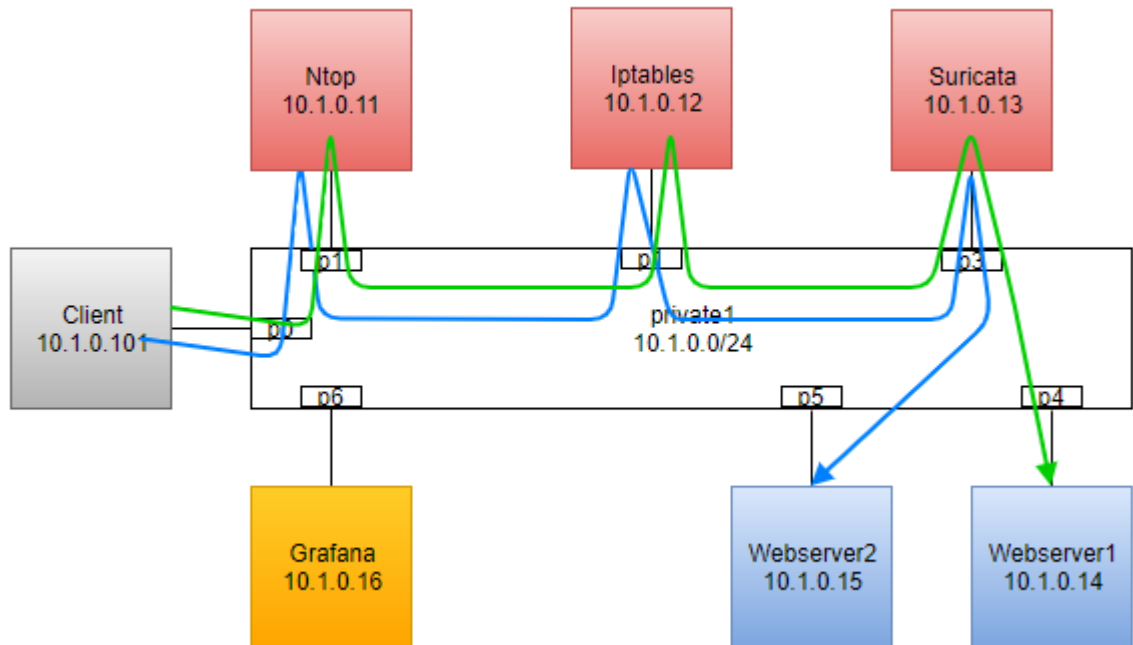 Ntop
10.1.0.11
Iptables
10.1.0.12
Suricata
10.1.0.13
p1
p3
Client
10.1.0.101
p0
private1
10.1.0.0/24
p6
p5
p4
Grafana
10.1.0.16
Webserver2
10.1.0.15
Webserver1
10.1.0.14